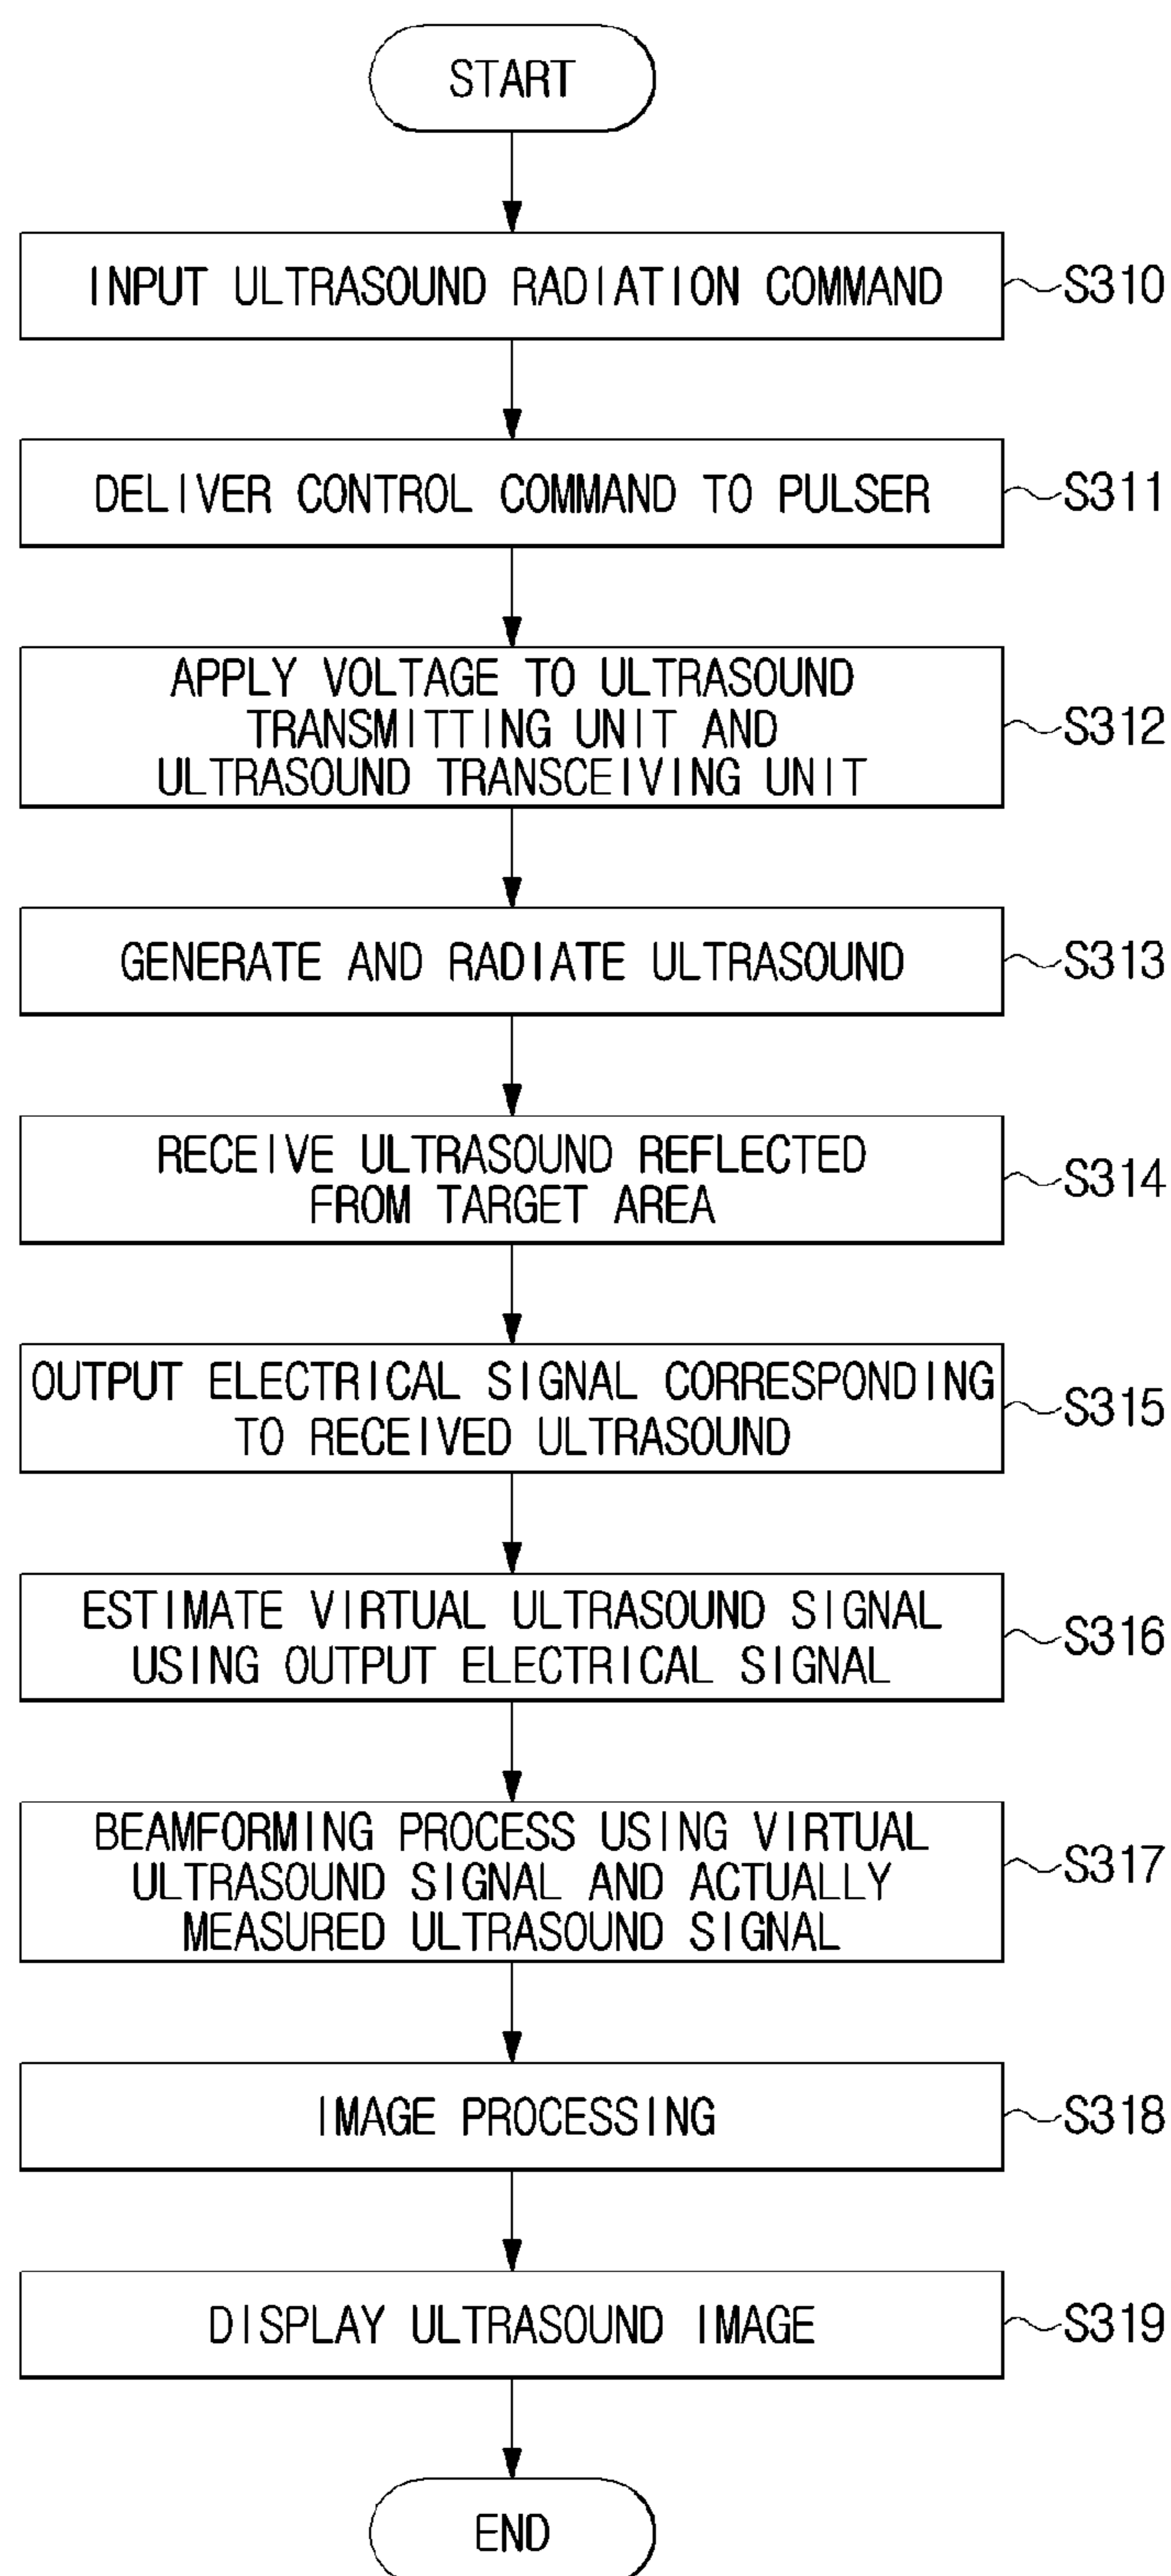 START
INPUT ULTRASOUND RADIATION COMMAND
S310
DELIVER CONTROL COMMAND TO PULSER
S311
APPLY VOLTAGE TO ULTRASOUND
TRANSMITTING UNIT AND
ULTRASOUND TRANSCEIVING UNIT
S312
GENERATE AND RADIATE ULTRASOUND
S313
RECEIVE ULTRASOUND REFLECTED
FROM TARGET AREA
S314
OUTPUT ELECTRICAL SIGNAL CORRESPONDING
TO RECEIVED ULTRASOUND
S315
ESTIMATE VIRTUAL ULTRASOUND SIGNAL
USING OUTPUT ELECTRICAL SIGNAL
S316
BEAMFORMING PROCESS USING VIRTUAL
ULTRASOUND SIGNAL AND ACTUALLY
MEASURED ULTRASOUND SIGNAL
S317
IMAGE PROCESSING
S318
DISPLAY ULTRASOUND IMAGE
S319
END